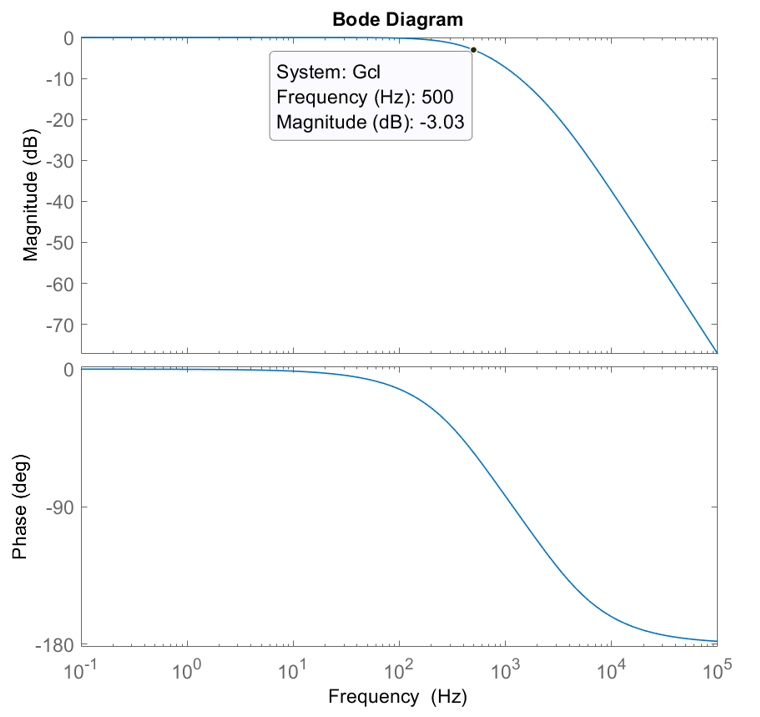 Bode Diagram
Magnitude (dB)
0
-10
-20
-30
-40
-50
-60
-70
System: Gcl
Frequency (Hz): 500
Magnitude (dB): -3.03
Phase (deg)
0
-90
-180
10^-1 10^0 10^1 10^2 10^3 10^4 10^5
Frequency (Hz)